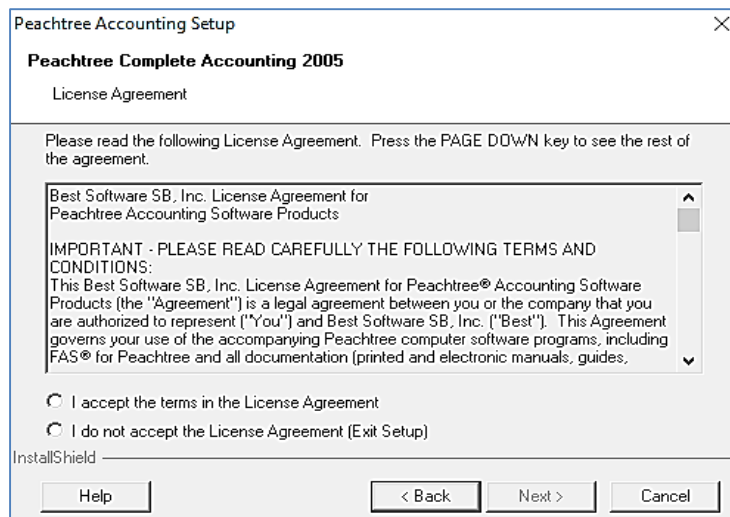 Peachtree Accounting Setup
Peachtree Complete Accounting 2005
License Agreement
Please read the following License Agreement. Press the PAGE DOWN key to see the rest of
the agreement.
Best Software SB, Inc. License Agreement for
Peachtree Accounting Software Products
IMPORTANT - PLEASE READ CAREFULLY THE FOLLOWING TERMS AND
CONDITIONS:
This Best Software SB, Inc. License Agreement for Peachtree® Accounting Software
Products (the "Agreement") is a legal agreement between you or the company that you
are authorized to represent ("You") and Best Software SB, Inc. ("Best"). This Agreement
governs your use of the accompanying Peachtree computer software programs, including
FAS® for Peachtree and all documentation (printed and electronic manuals, guides,
I accept the terms in the License Agreement
I do not accept the License Agreement (Exit Setup)
InstallShield
Help
< Back
Next >
Cancel